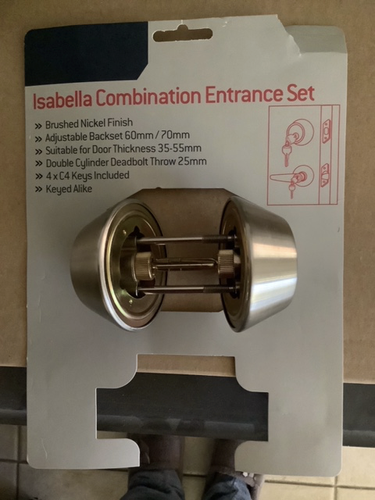 Isabella Combination Entrance Set
» Brushed Nickel Finish
» Adjustable Backset 60mm / 70mm
» Suitable for Door Thickness 35-55mm
» Double Cylinder Deadbolt Throw 25mm
» 4 x C4 Keys Included
» Keyed Alike